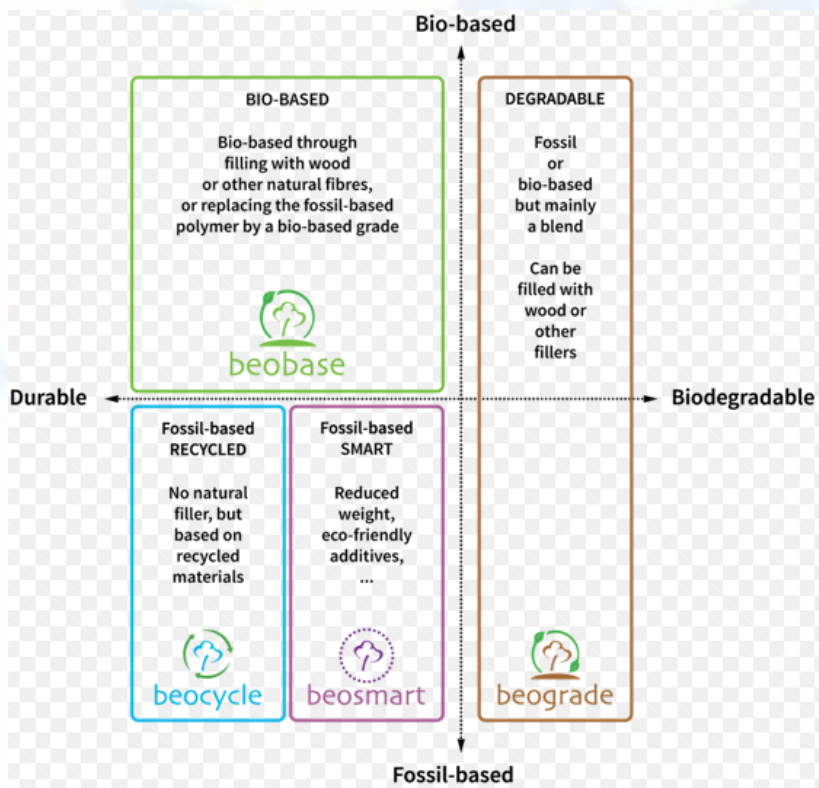 Bio-based
BIO-BASED
Bio-based through
filling with wood
or other natural fibres,
or replacing the fossil-based
polymer by a bio-based grade
beobase
DEGRADABLE
Fossil
or
bio-based
but mainly
a blend
Can be
filled with
wood or
other
fillers
Durable
Biodegradable
Fossil-based
RECYCLED
No natural
filler, but
based on
recycled
materials
beocycle
Fossil-based
SMART
Reduced
weight,
eco-friendly
additives,
...
beosmart
beograde
Fossil-based